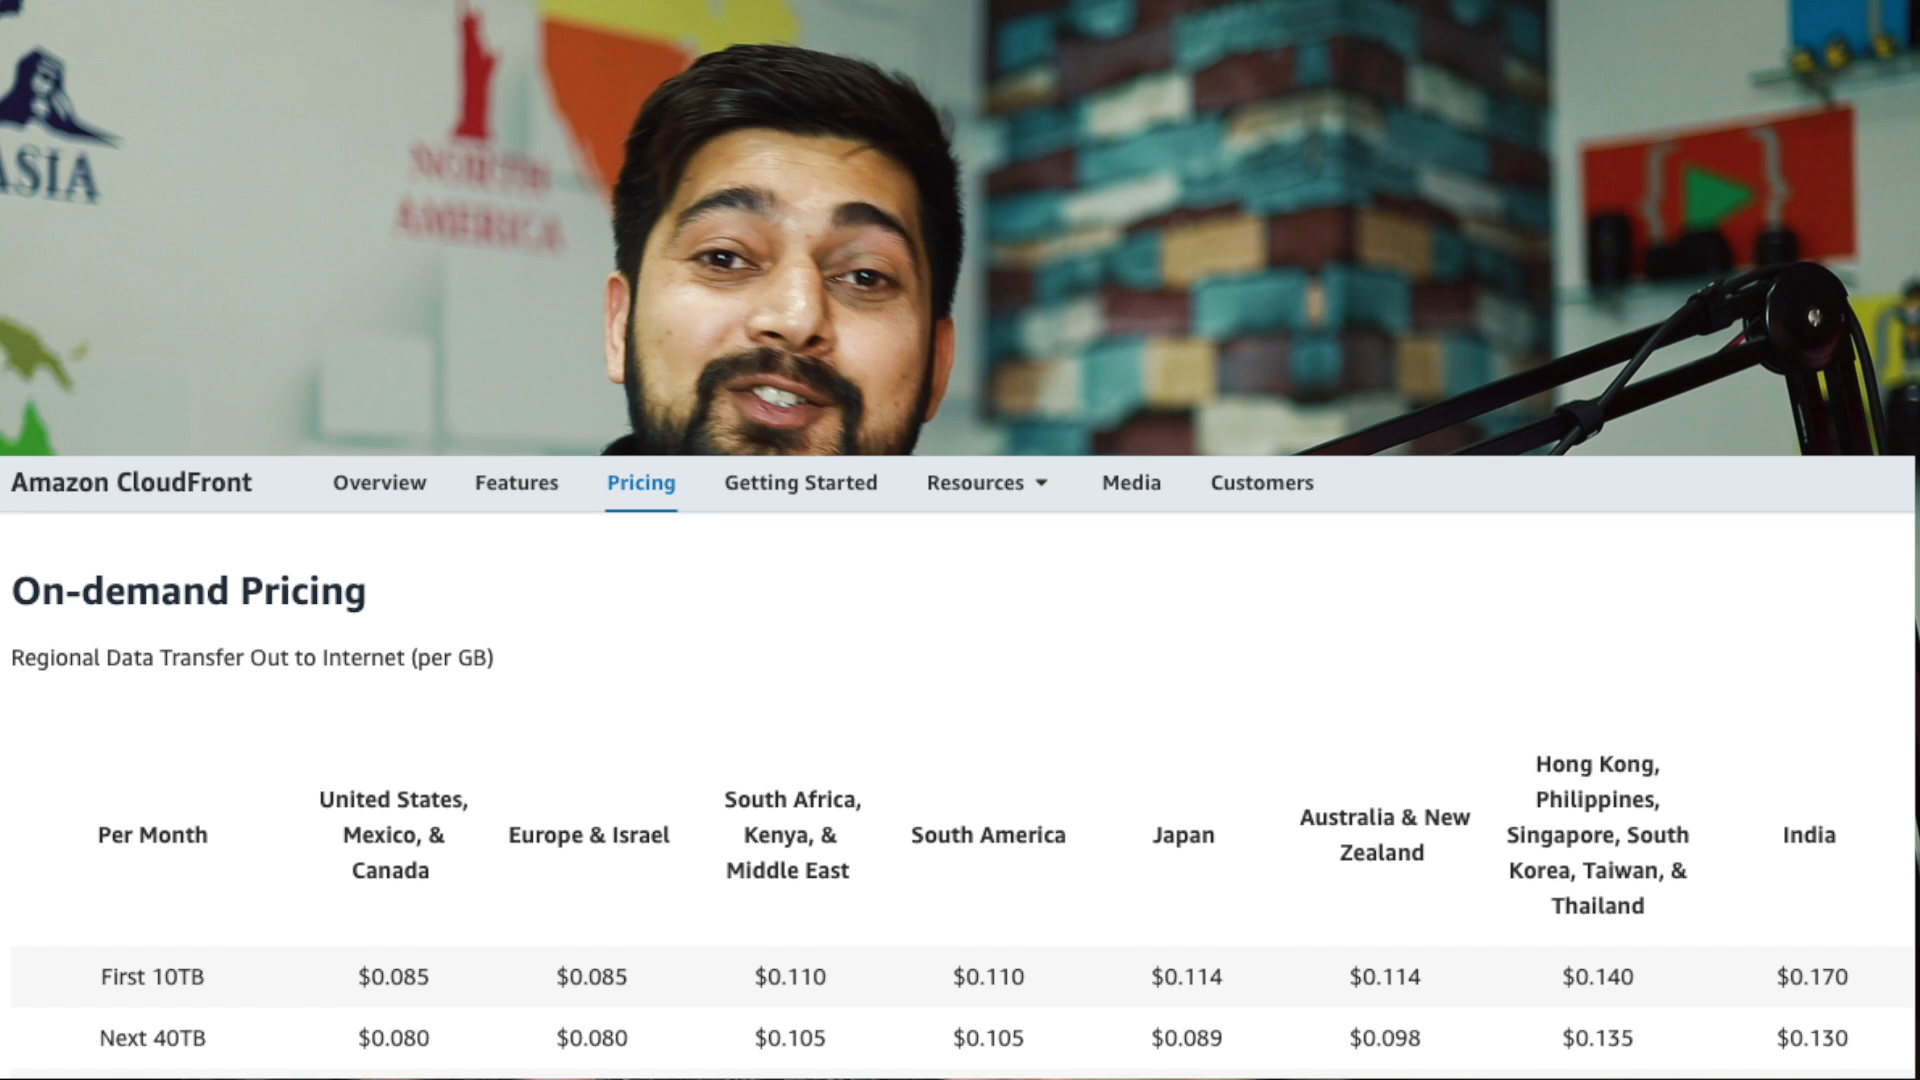 ASIA
NORTH
AMERICA
Amazon CloudFront Overview Features Pricing Getting Started Resources Media Customers
On-demand Pricing
Regional Data Transfer Out to Internet (per GB)
Per Month
United States,
Mexico, &
Canada
Europe & Israel
South Africa,
Kenya, &
Middle East
South America
Japan
Australia & New
Zealand
Hong Kong,
Philippines,
Singapore, South
Korea, Taiwan, &
Thailand
India
First 10TB $0.085 $0.085 $0.110 $0.110 $0.114 $0.114 $0.140 $0.170
Next 40TB $0.080 $0.080 $0.105 $0.105 $0.089 $0.098 $0.135 $0.130